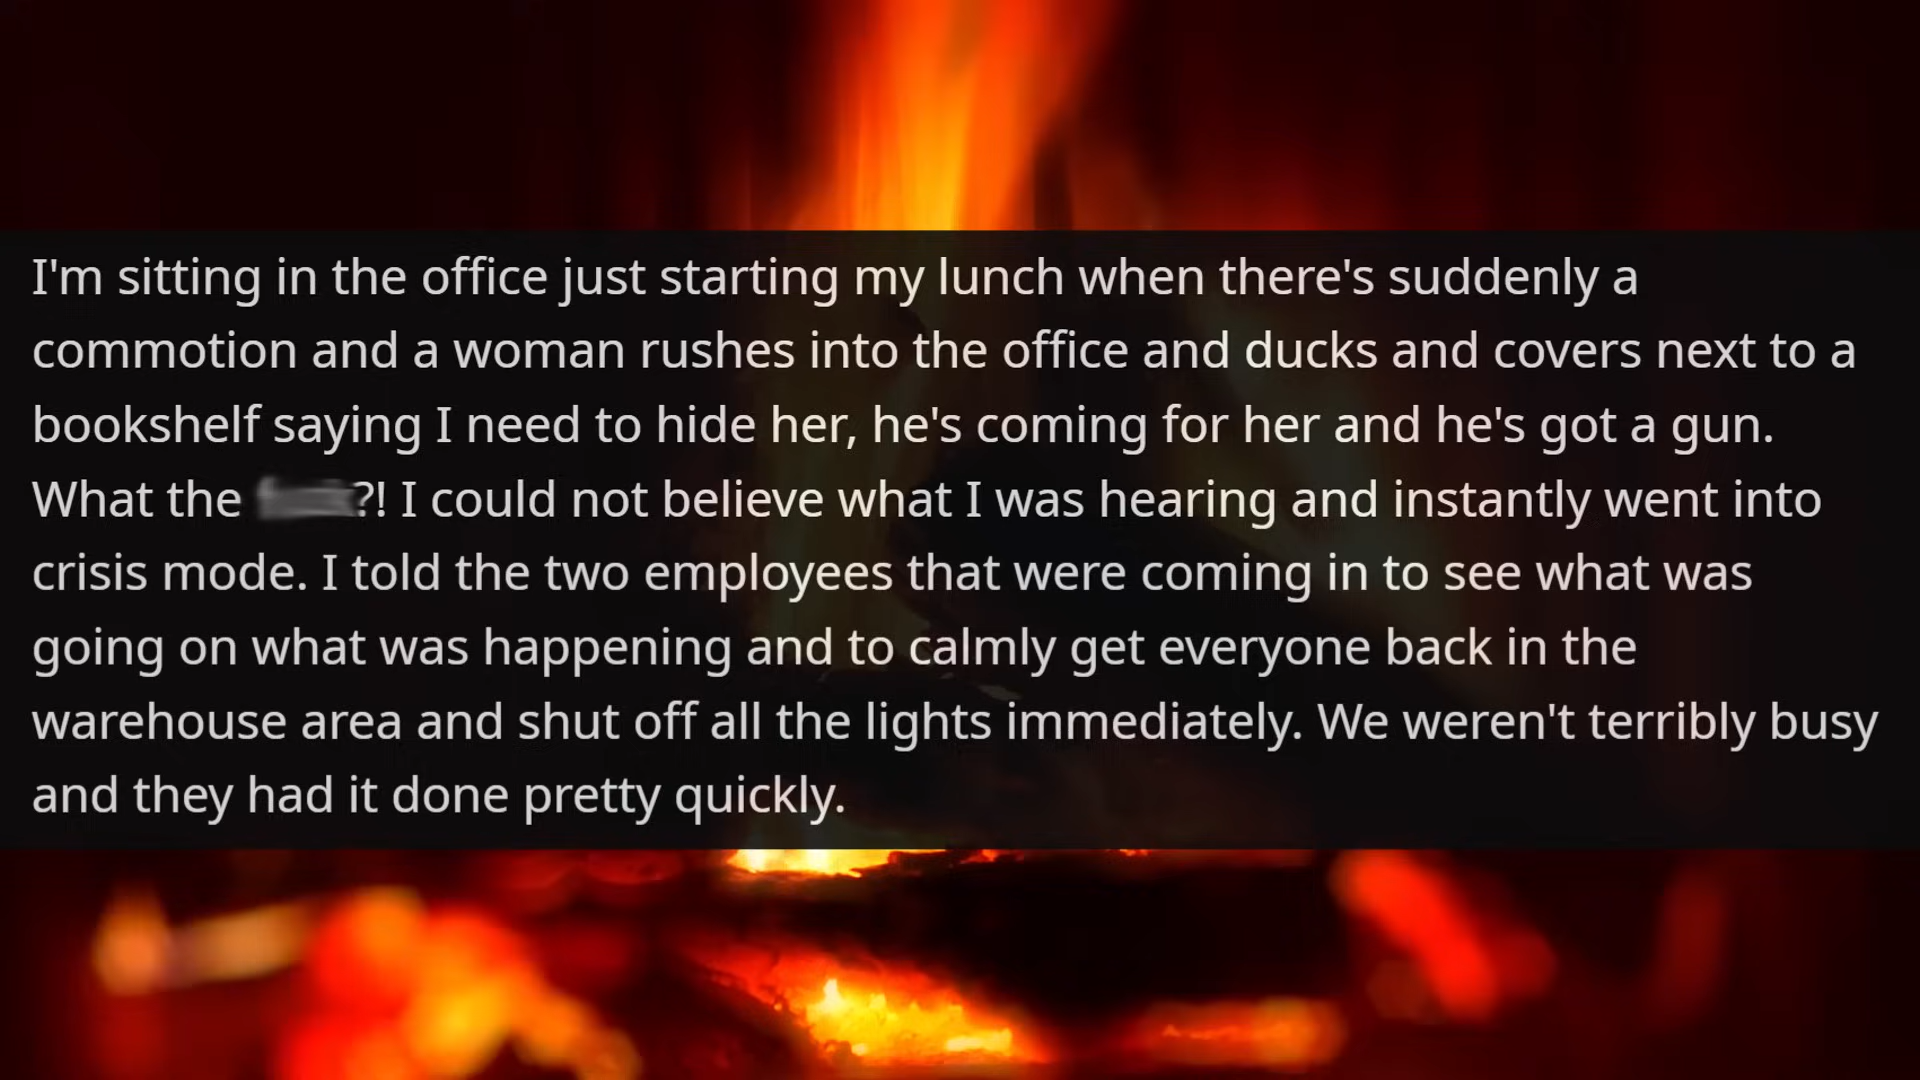 I'm sitting in the office just starting my lunch when there's suddenly a
commotion and a woman rushes into the office and ducks and covers next to a
bookshelf saying I need to hide her, he's coming for her and he's got a gun.
What the ?! I could not believe what I was hearing and instantly went into
crisis mode. I told the two employees that were coming in to see what was
going on what was happening and to calmly get everyone back in the
warehouse area and shut off all the lights immediately. We weren't terribly busy
and they had it done pretty quickly.